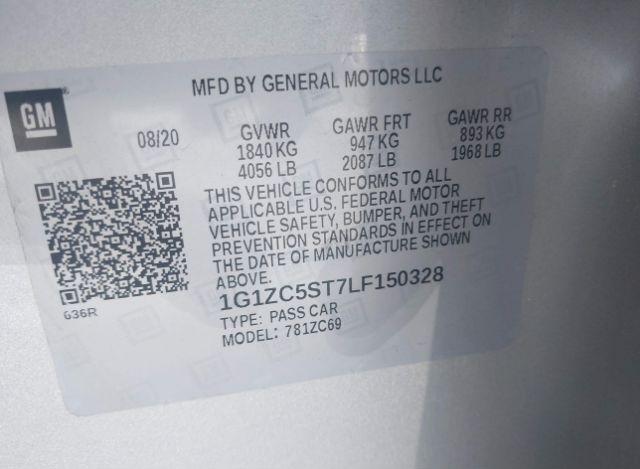 MFD BY GENERAL MOTORS LLC
GM
08/20
GVWR GAWR FRT GAWR RR
1840 KG 947 KG 893 KG
4056 LB 2087 LB 1968 LB
THIS VEHICLE CONFORMS TO ALL
APPLICABLE U.S. FEDERAL MOTOR
VEHICLE SAFETY, BUMPER, AND THEFT
PREVENTION STANDARDS IN EFFECT ON
THE DATE OF MANUFACTURE SHOWN
ABOVE.
1G1ZC5ST7LF150328
636R
TYPE: PASS CAR
MODEL: 781ZC69